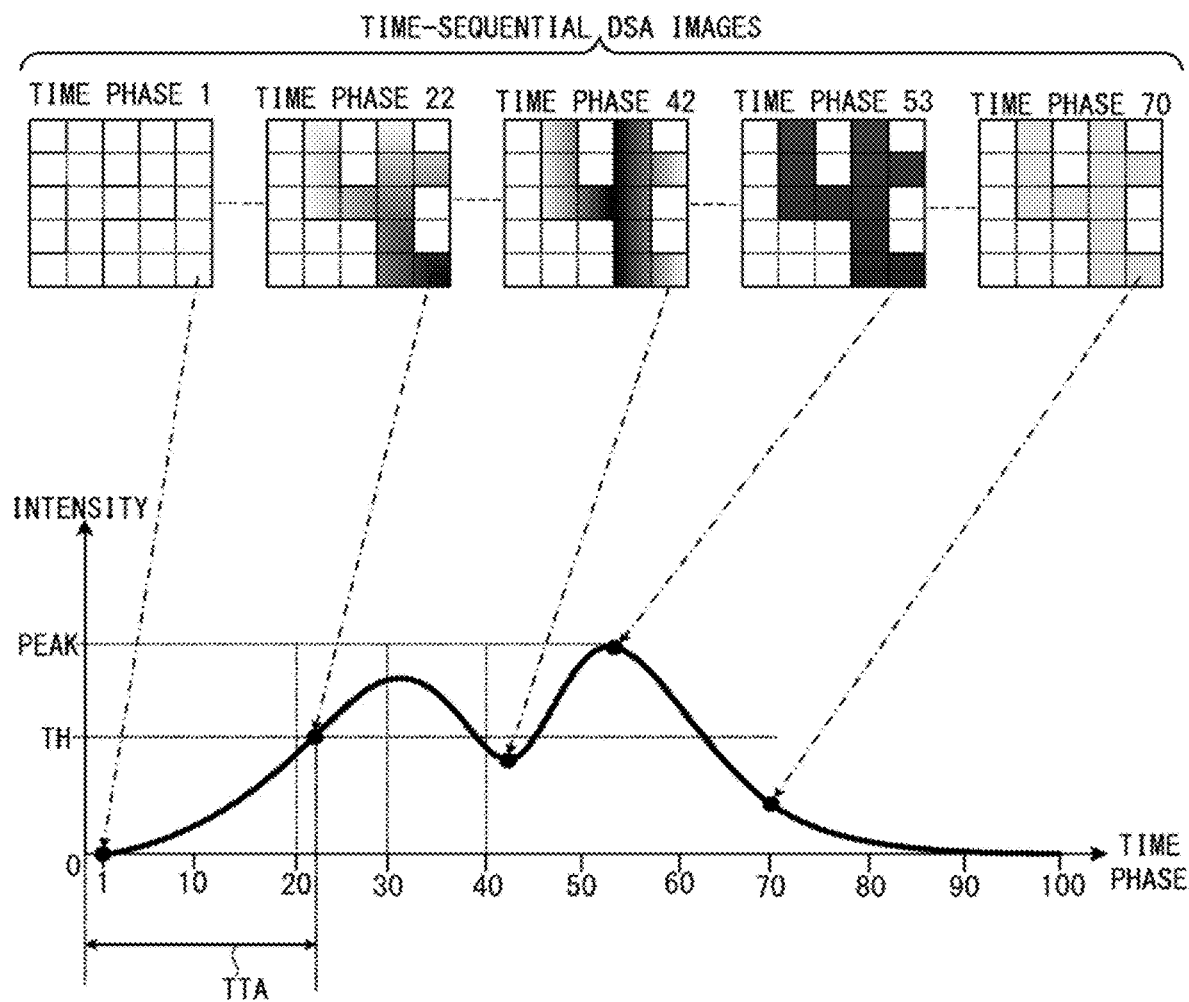 TIME-SEQUENTIAL DSA IMAGES
TIME PHASE 1
TIME PHASE 22
TIME PHASE 42
TIME PHASE 53
TIME PHASE 70
INTENSITY
PEAK
TH
0
1
10
20
30
40
50
60
70
80
90
100
TIME
PHASE
TTA